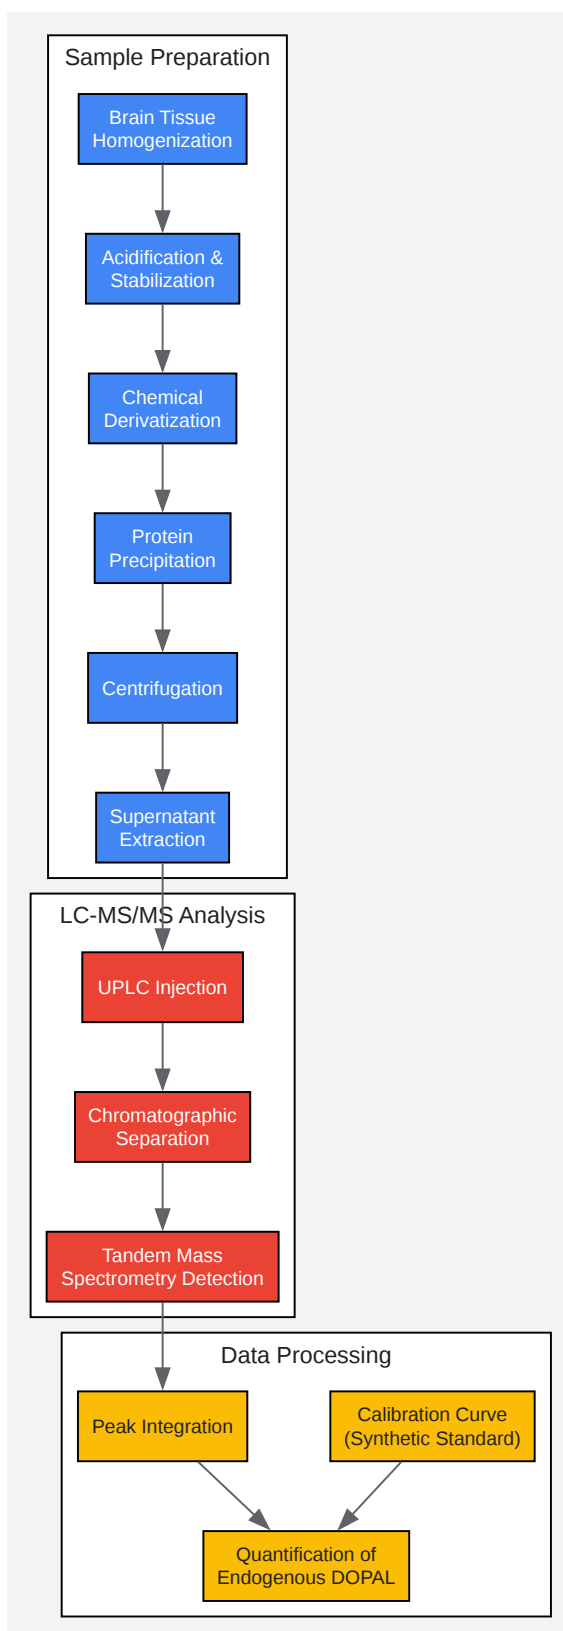 Sample Preparation
Brain Tissue
Homogenization
Acidification &
Stabilization
Chemical
Derivatization
Protein
Precipitation
Centrifugation
Supernatant
Extraction
LC-MS/MS Analysis
UPLC Injection
Chromatographic
Separation
Tandem Mass
Spectrometry Detection
Data Processing
Peak Integration
Calibration Curve
(Synthetic Standard)
Quantification of
Endogenous DOPAL